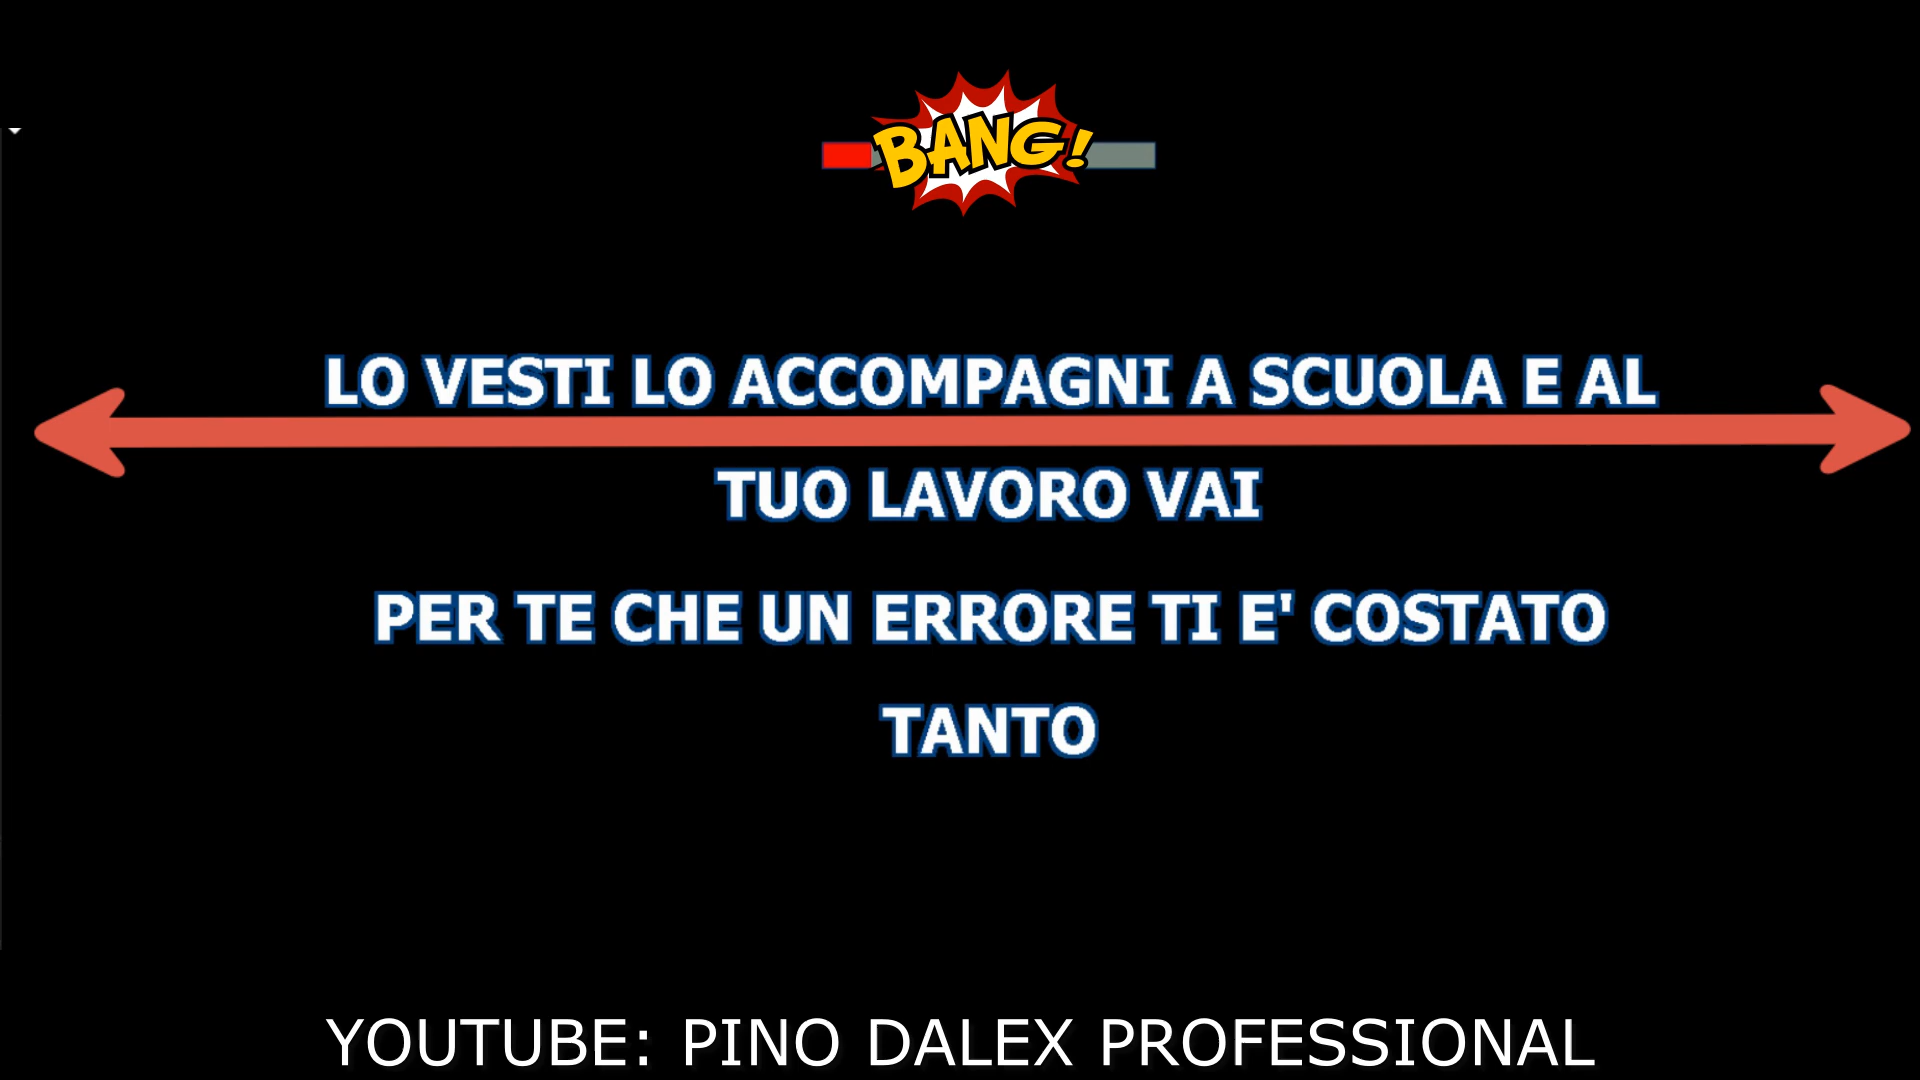 BANG!
LO VESTI LO ACCOMPAGNI A SCUOLA E AL
TUO LAVORO VAI
PER TE CHE UN ERRORE TI E' COSTATO
TANTO
YOUTUBE: PINO DALEX PROFESSIONAL